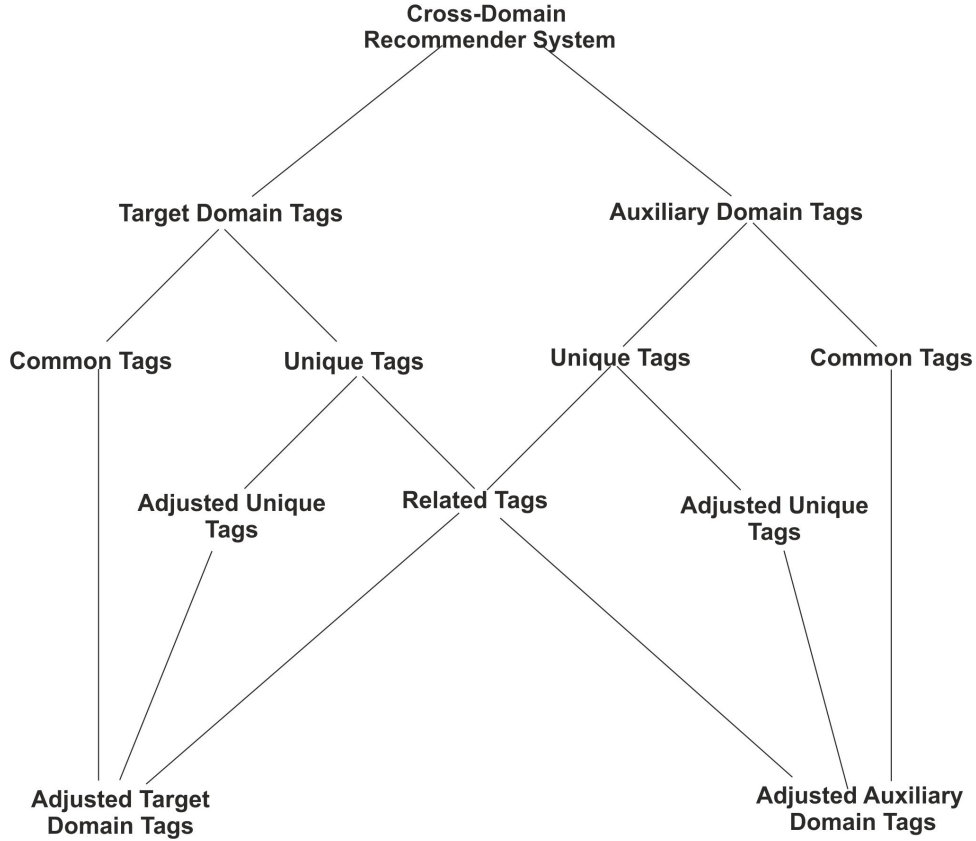 Cross-Domain
Recommender System
Target Domain Tags
Auxiliary Domain Tags
Common Tags
Unique Tags
Unique Tags
Common Tags
Adjusted Unique
Tags
Related Tags
Adjusted Unique
Tags
Adjusted Target
Domain Tags
Adjusted Auxiliary
Domain Tags